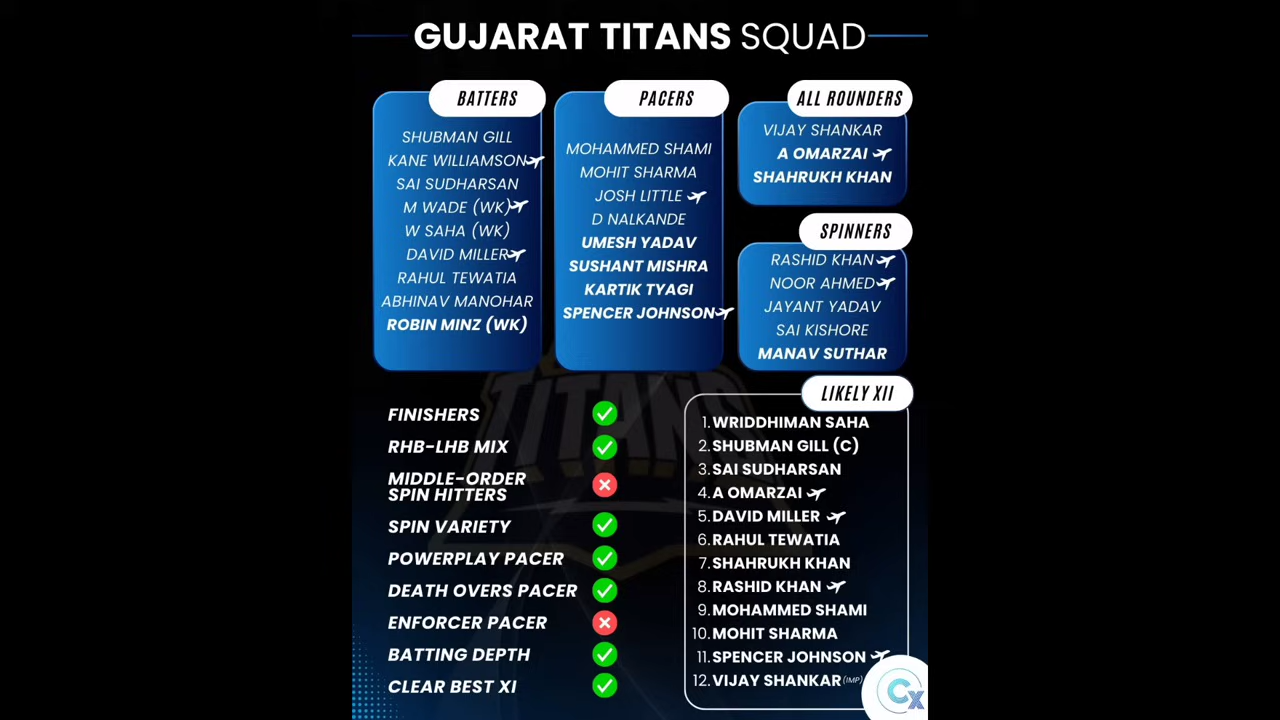 GUJARAT TITANS SQUAD
BATTERS
SHUBMAN GILL
KANE WILLIAMSON
SAI SUDHARSAN
M WADE (WK)
W SAHA (WK)
DAVID MILLER
RAHUL TEWATIA
ABHINAV MANOHAR
ROBIN MINZ (WK)
PACERS
MOHAMMED SHAMI
MOHIT SHARMA
JOSH LITTLE
D NALKANDE
UMESH YADAV
SUSHANT MISHRA
KARTIK TYAGI
SPENCER JOHNSON
ALL ROUNDERS
VIJAY SHANKAR
A OMARZAI
SHAHRUKH KHAN
SPINNERS
RASHID KHAN
NOOR AHMED
JAYANT YADAV
SAI KISHORE
MANAV SUTHAR
FINISHERS
RHB-LHB MIX
MIDDLE-ORDER
SPIN HITTERS
SPIN VARIETY
POWERPLAY PACER
DEATH OVERS PACER
ENFORCER PACER
BATTING DEPTH
CLEAR BEST XI
LIKELY XII
1. WRIDDHIMAN SAHA
2. SHUBMAN GILL (C)
3. SAI SUDHARSAN
4. A OMARZAI
5. DAVID MILLER
6. RAHUL TEWATIA
7. SHAHRUKH KHAN
8. RASHID KHAN
9. MOHAMMED SHAMI
10. MOHIT SHARMA
11. SPENCER JOHNSON
12. VIJAY SHANKAR (IMP)
TITANS
CX